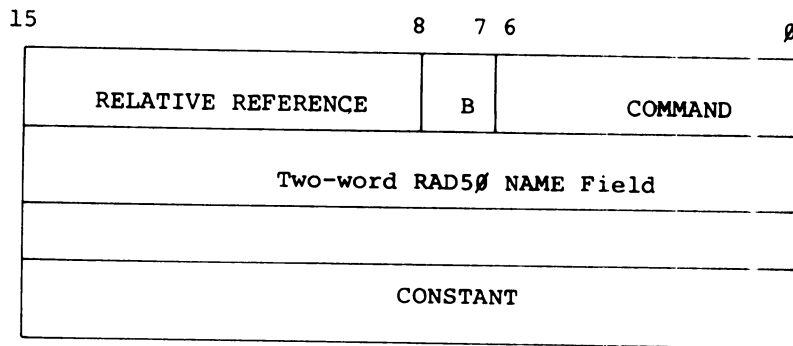 15 8 7 6 Ø
RELATIVE REFERENCE B COMMAND
Two-word RAD5Ø NAME Field
CONSTANT